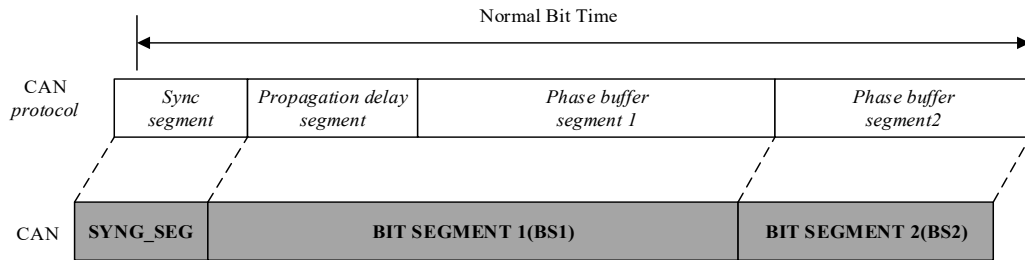 Normal Bit Time
CAN
protocol
Sync
segment
Propagation delay
segment
Phase buffer
segment 1
Phase buffer
segment2
CAN
SYNG_SEG
BIT SEGMENT 1(BS1)
BIT SEGMENT 2(BS2)